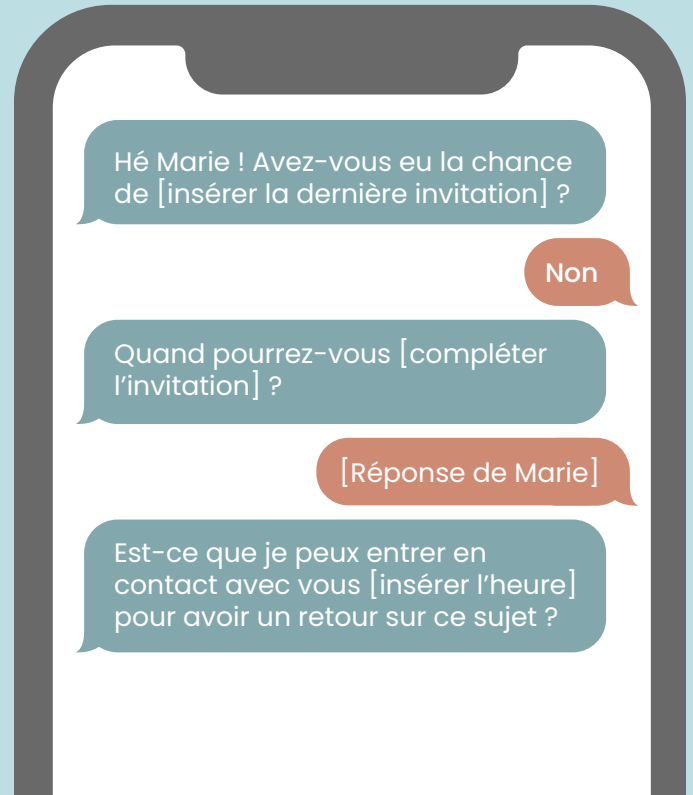 Hé Marie ! Avez-vous eu la chance
de [insérer la dernière invitation] ?
Non
Quand pourrez-vous [compléter
l’invitation] ?
[Réponse de Marie]
Est-ce que je peux entrer en
contact avec vous [insérer l’heure]
pour avoir un retour sur ce sujet ?